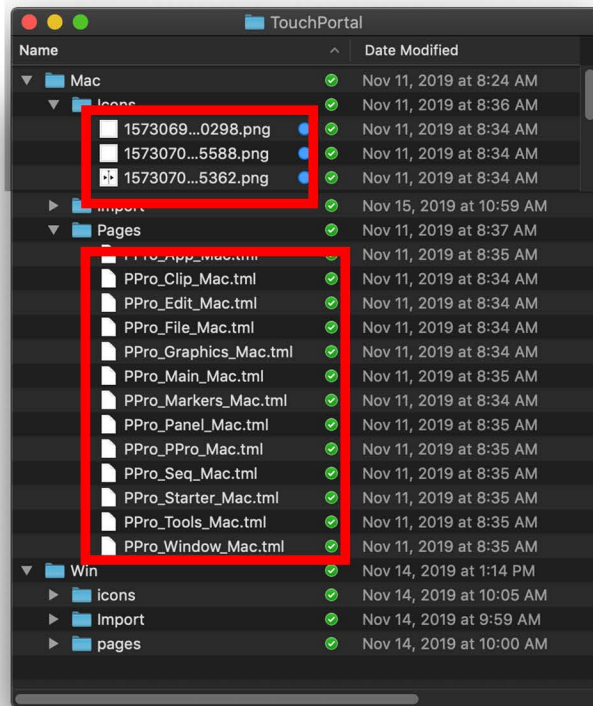 TouchPortal
Name Date Modified
Mac Nov 11, 2019 at 8:24 AM
Icons Nov 11, 2019 at 8:36 AM
1573069...0298.png Nov 11, 2019 at 8:34 AM
1573070...5588.png Nov 11, 2019 at 8:34 AM
1573070...5362.png Nov 11, 2019 at 8:34 AM
Import Nov 15, 2019 at 10:59 AM
Pages Nov 11, 2019 at 8:37 AM
PPro_App_Mac.tml Nov 11, 2019 at 8:35 AM
PPro_Clip_Mac.tml Nov 11, 2019 at 8:34 AM
PPro_Edit_Mac.tml Nov 11, 2019 at 8:34 AM
PPro_File_Mac.tml Nov 11, 2019 at 8:34 AM
PPro_Graphics_Mac.tml Nov 11, 2019 at 8:34 AM
PPro_Main_Mac.tml Nov 11, 2019 at 8:35 AM
PPro_Markers_Mac.tml Nov 11, 2019 at 8:34 AM
PPro_Panel_Mac.tml Nov 11, 2019 at 8:35 AM
PPro_PPro_Mac.tml Nov 11, 2019 at 8:35 AM
PPro_Seq_Mac.tml Nov 11, 2019 at 8:35 AM
PPro_Starter_Mac.tml Nov 11, 2019 at 8:35 AM
PPro_Tools_Mac.tml Nov 11, 2019 at 8:35 AM
PPro_Window_Mac.tml Nov 11, 2019 at 8:35 AM
Win Nov 14, 2019 at 1:14 PM
icons Nov 14, 2019 at 10:05 AM
Import Nov 14, 2019 at 9:59 AM
pages Nov 14, 2019 at 10:00 AM